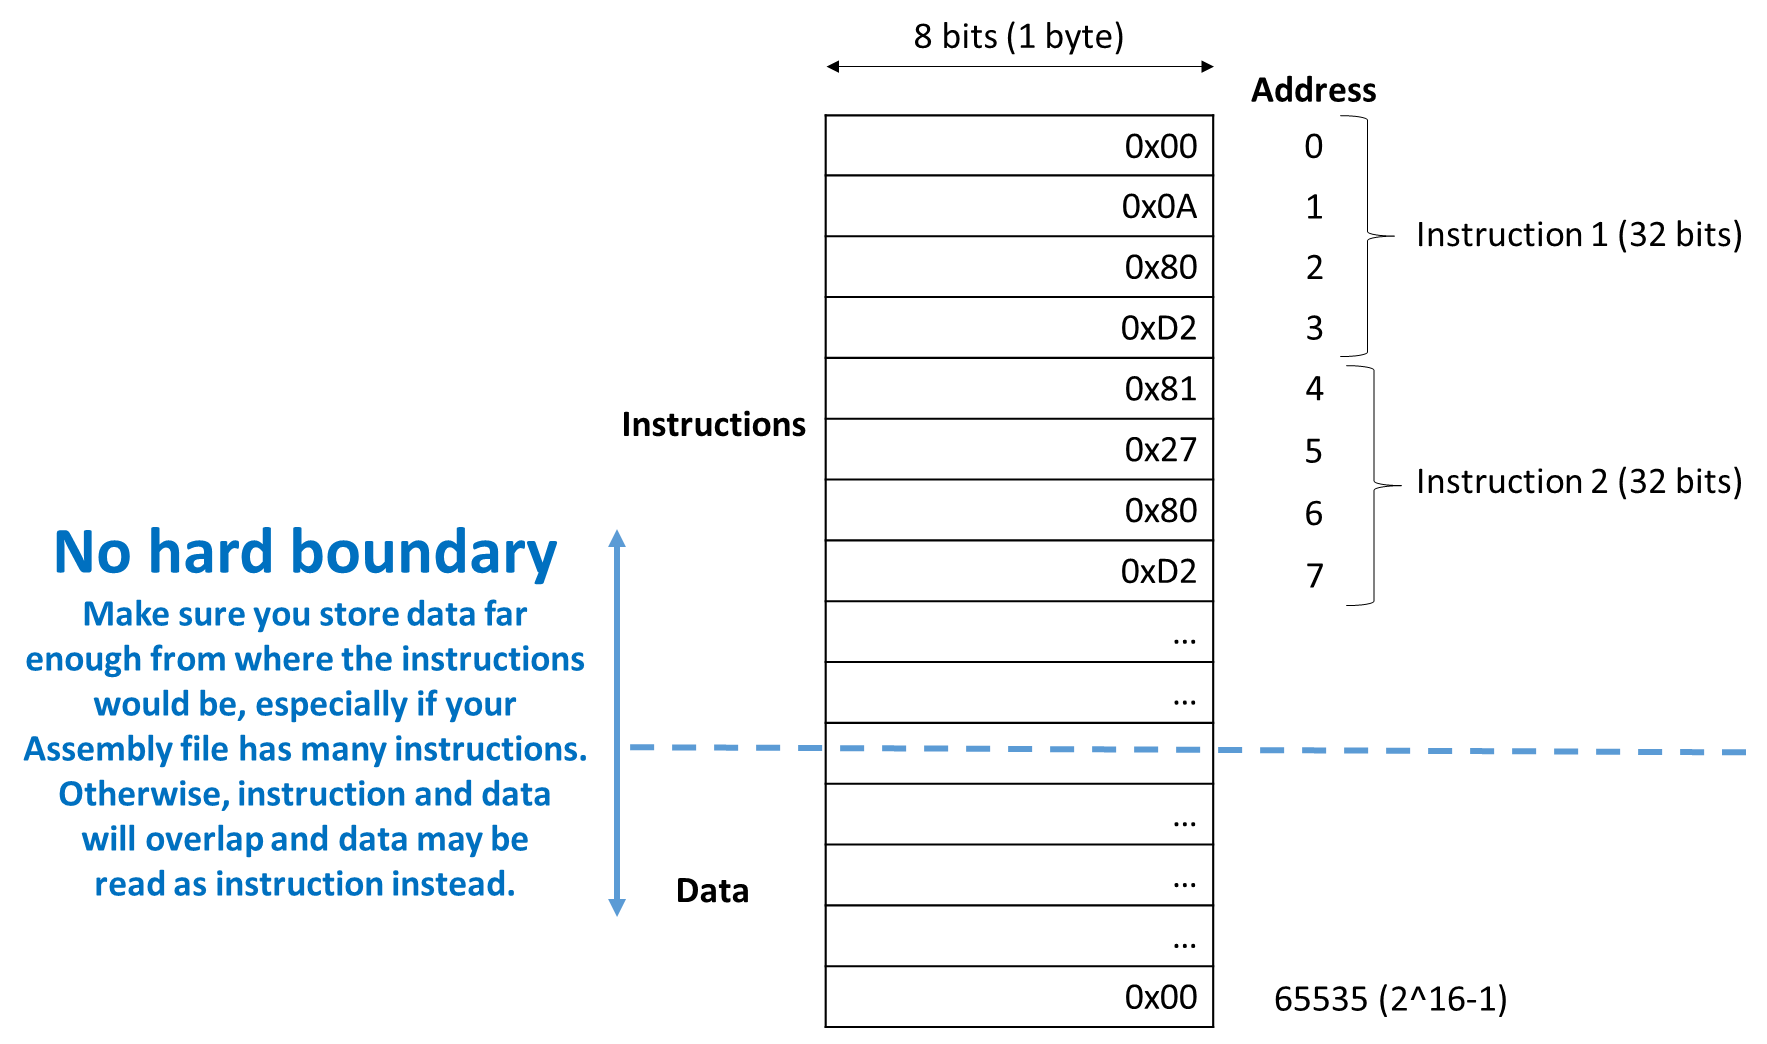 8 bits (1 byte)
Address
0x00 0
0x0A 1
Instruction 1 (32 bits)
0x80 2
0xD2 3
0x81 4
Instructions
0x27 5
Instruction 2 (32 bits)
0x80 6
No hard boundary
0xD2 7
Make sure you store data far
enough from where the instructions
would be, especially if your
Assembly file has many instructions.
Otherwise, instruction and data
will overlap and data may be
read as instruction instead.
...
...
...
...
Data
...
0x00 65535 (2^16-1)